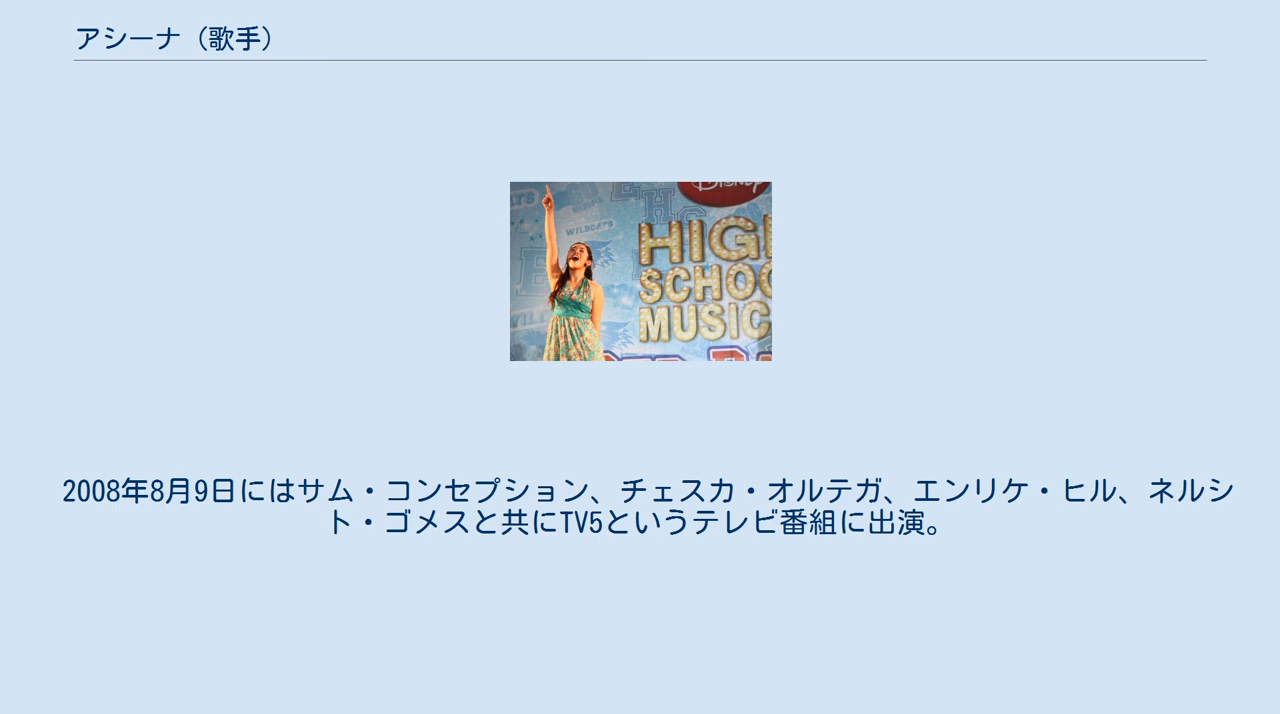 アシーナ（歌手）
DISNEY
WILDCATS
HIG
SCHOO
MUSIC
2008年8月9日にはサム・コンセプション、チェスカ・オルテガ、エンリケ・ヒル、ネルシ
ト・ゴメスと共にTV5というテレビ番組に出演。